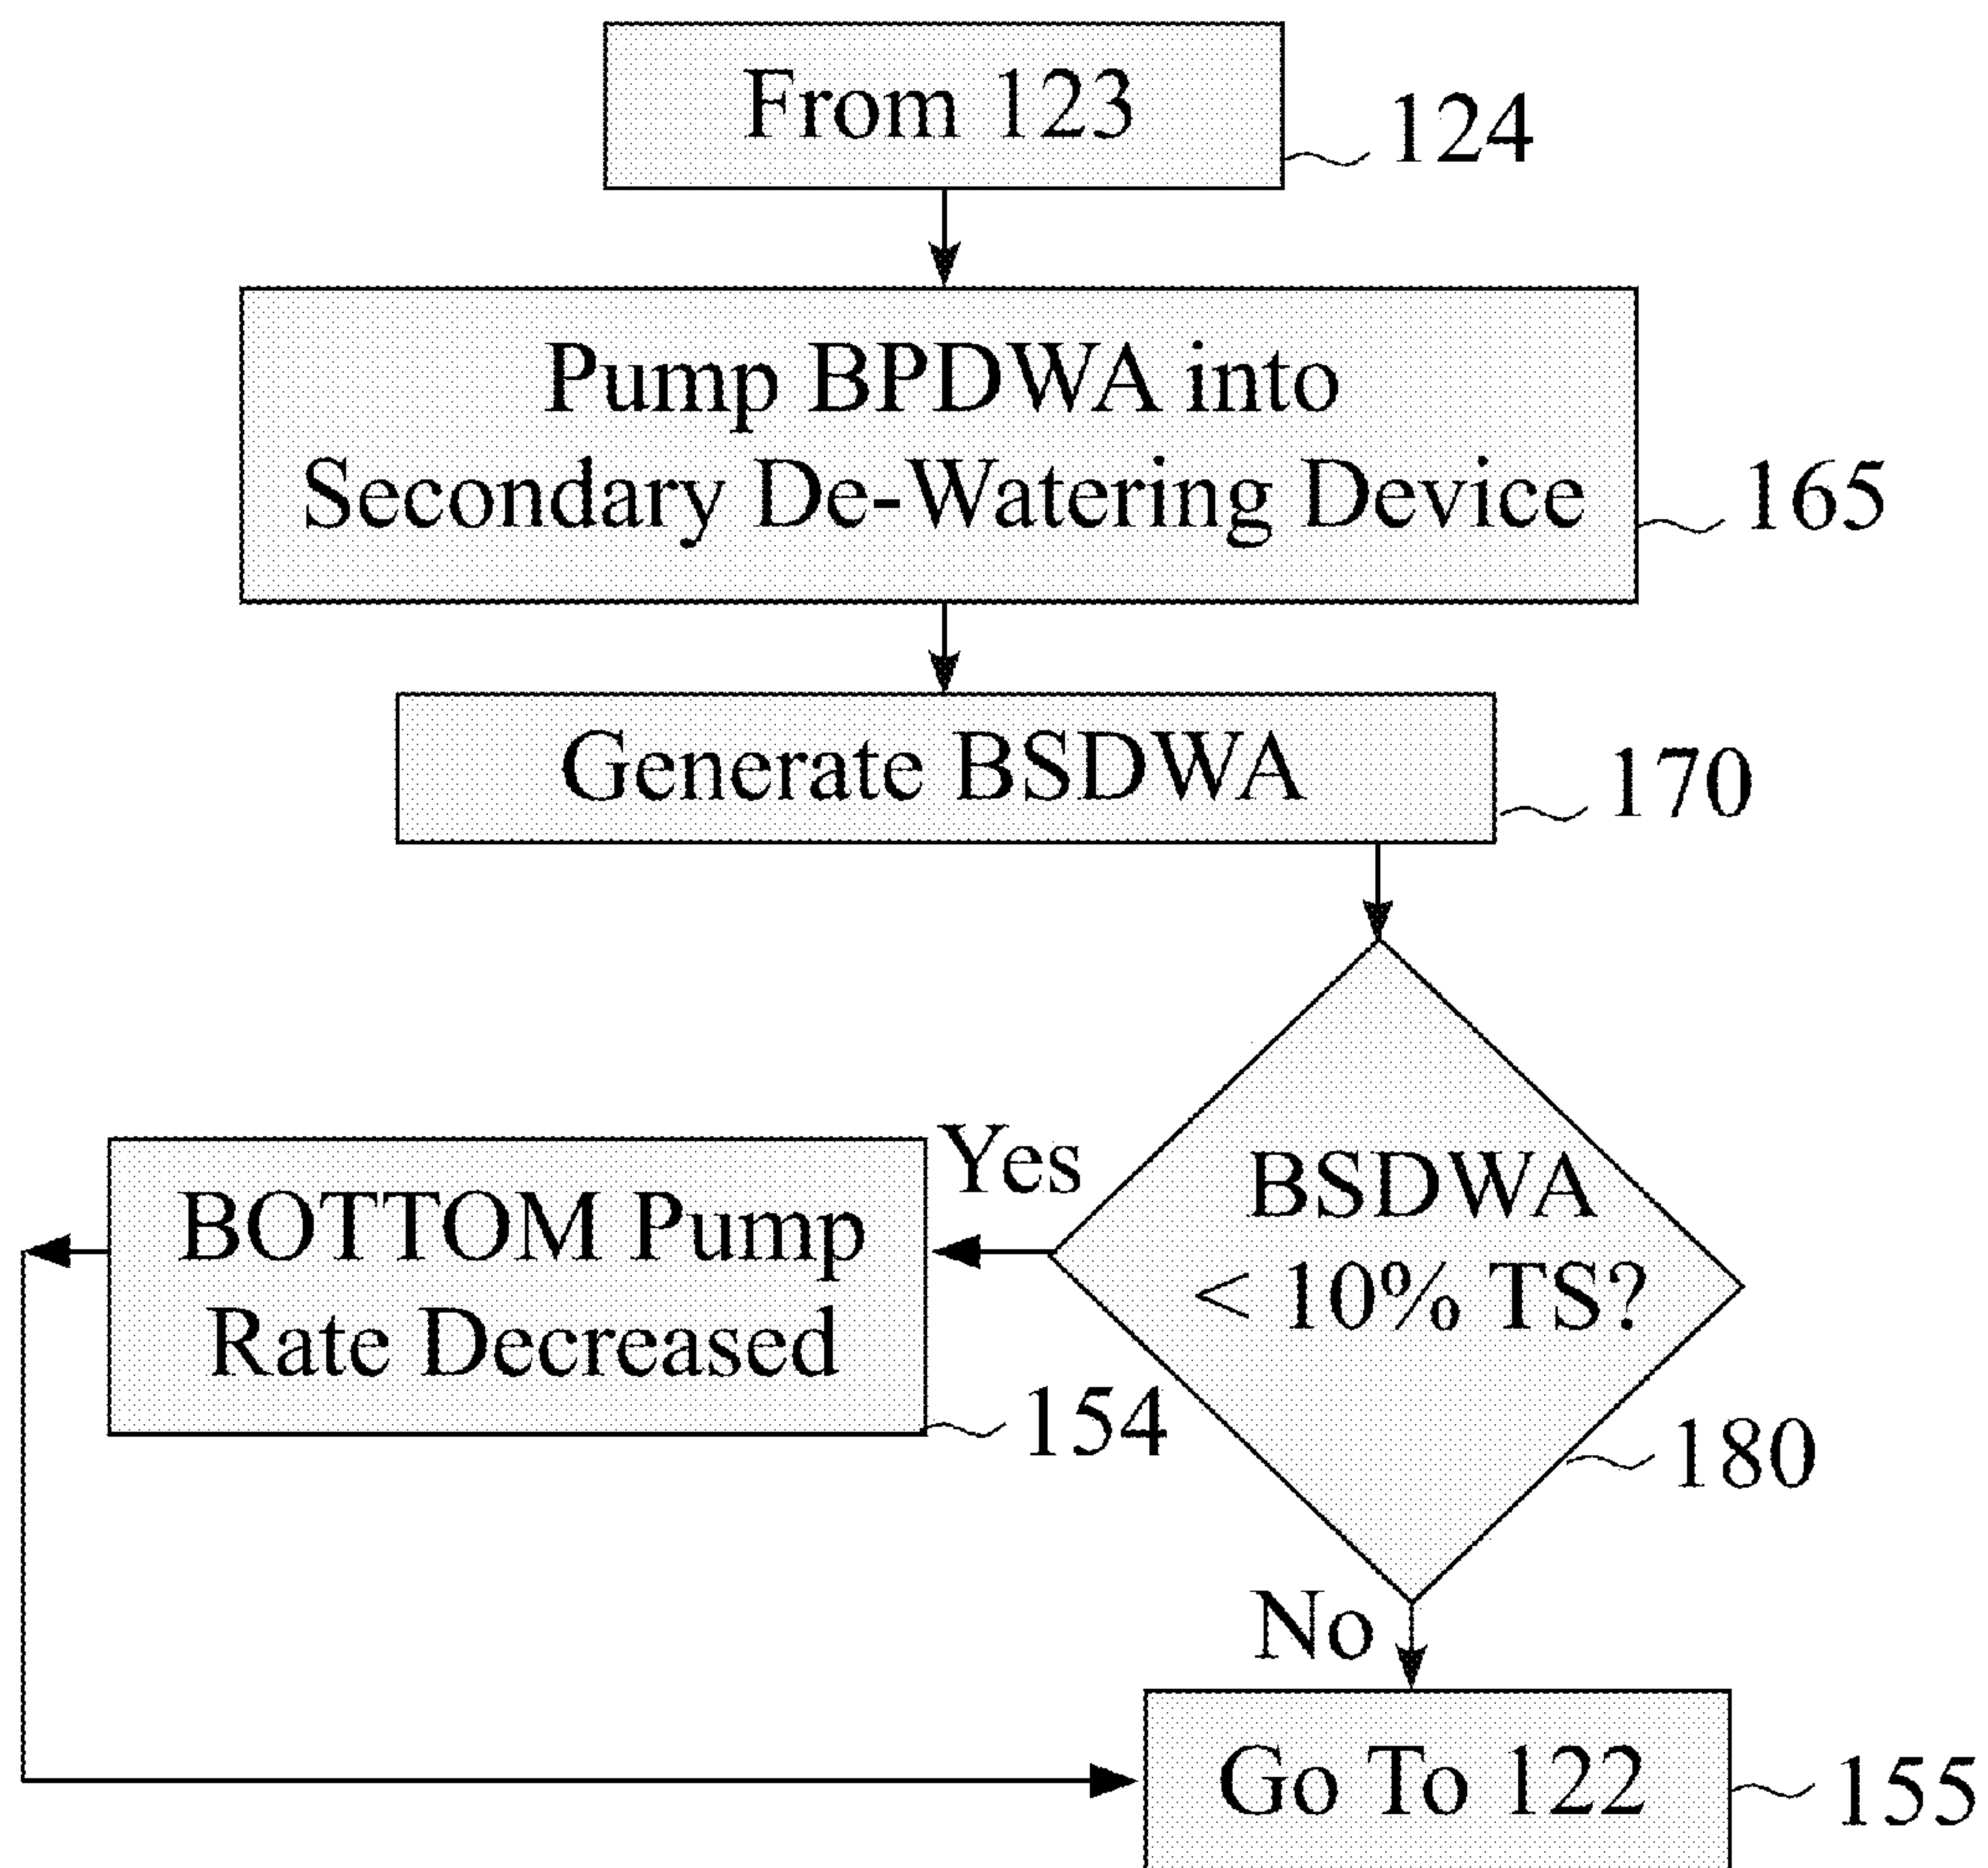 From 123
124
Pump BPDWA into
Secondary De-Watering Device
165
Generate BSDWA
170
Yes
BSDWA
< 10% TS?
BOTTOM Pump
Rate Decreased
154
180
No
Go To 122
155